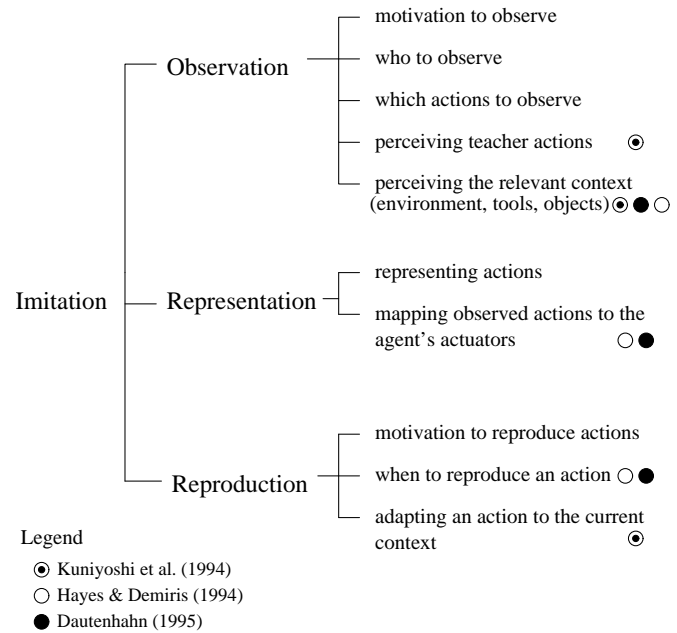 motivation to observe
Observation
who to observe
which actions to observe
perceiving teacher actions
perceiving the relevant context
(environment, tools, objects)
Imitation
Representation
representing actions
mapping observed actions to the
agent's actuators
Reproduction
motivation to reproduce actions
when to reproduce an action
adapting an action to the current
context
Legend
Kuniyoshi et al. (1994)
Hayes & Demiris (1994)
Dautenhahn (1995)